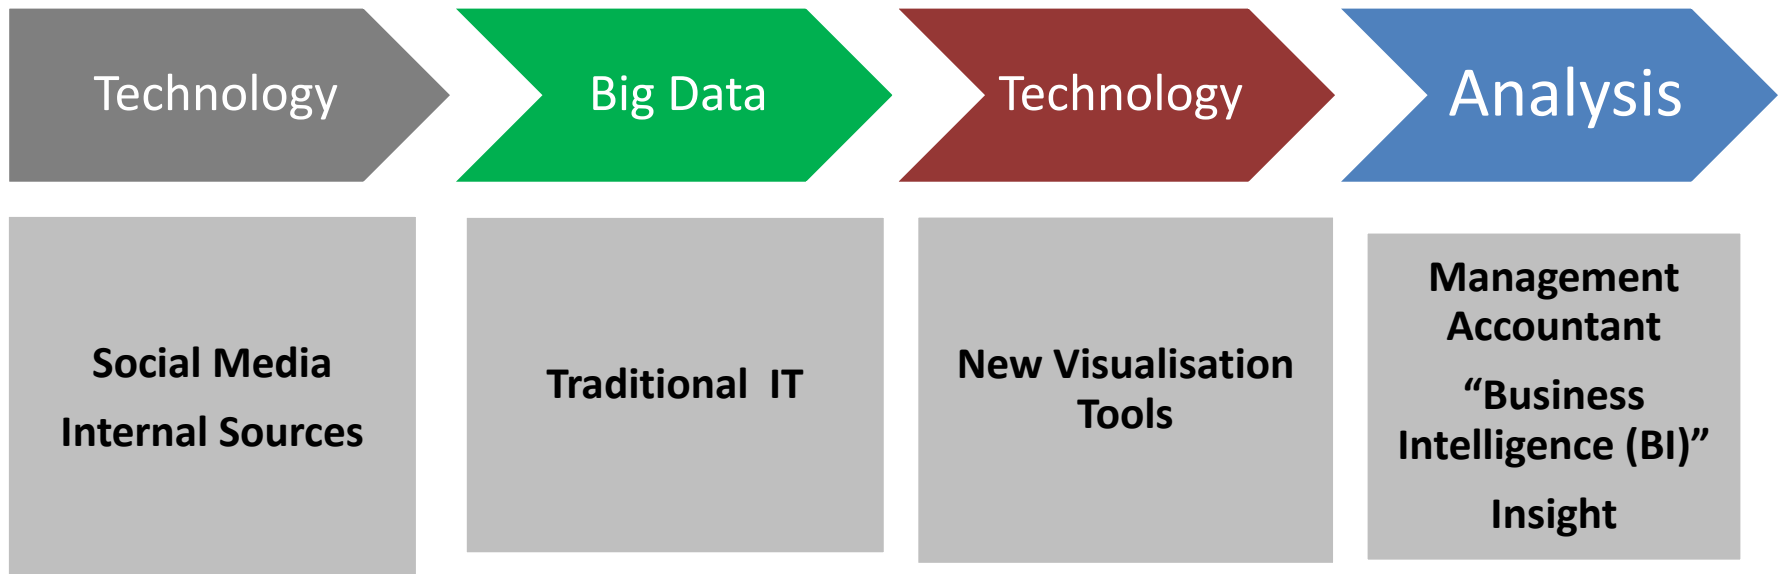 Technology
Big Data
Technology
Analysis
Social Media
Internal Sources
Traditional  IT
New Visualisation
Tools
Management
Accountant
“Business
Intelligence (BI)”
Insight